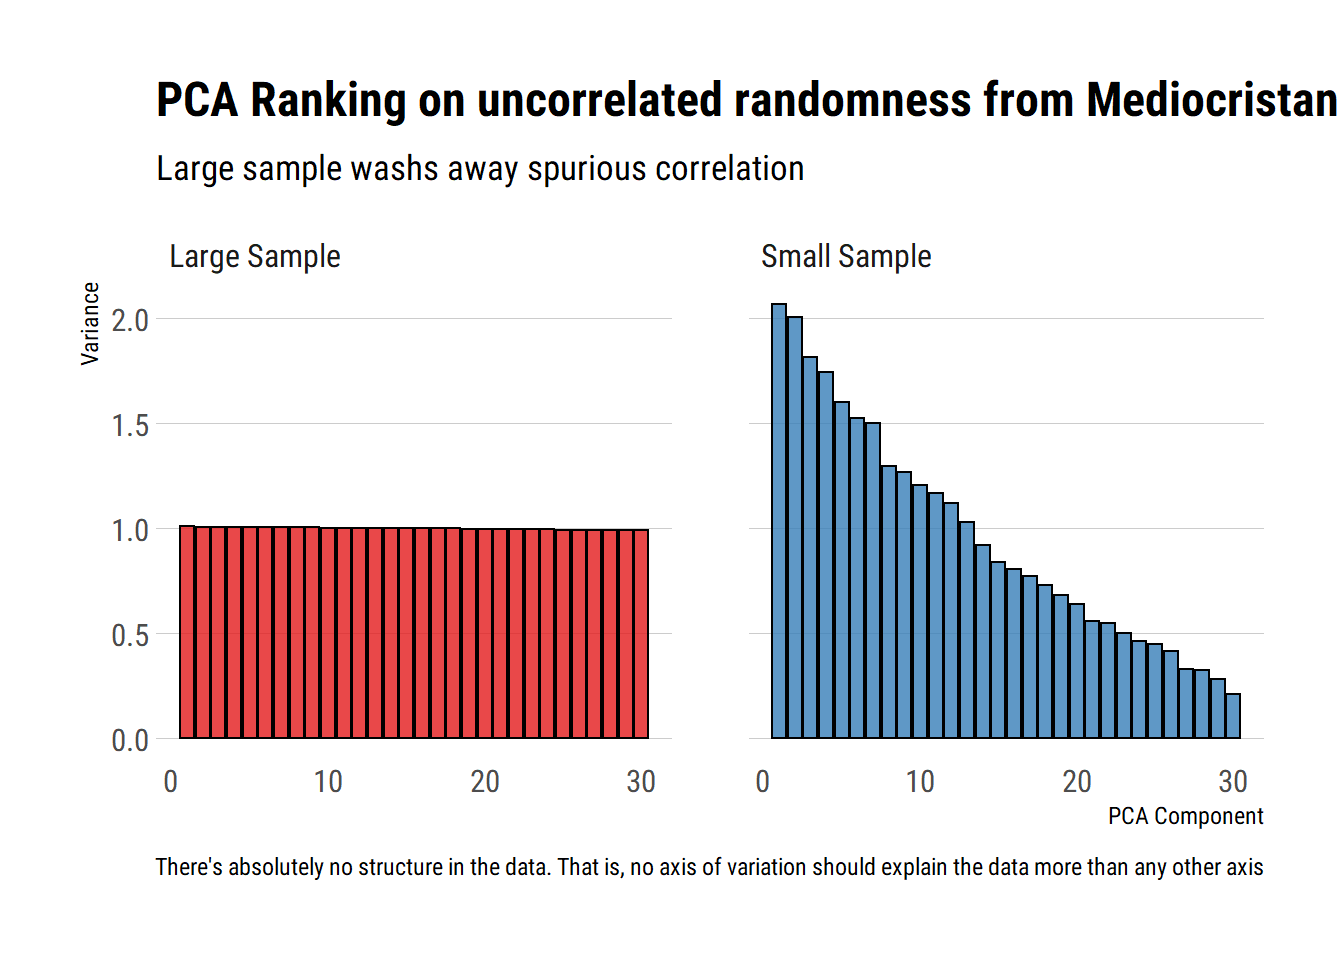 PCA Ranking on uncorrelated randomness from Mediocristan
Large sample washs away spurious correlation
Large Sample
Small Sample
Variance
2.0
1.5
1.0
0.5
0.0
0 10 20 30
0 10 20 30
PCA Component
There's absolutely no structure in the data. That is, no axis of variation should explain the data more than any other axis